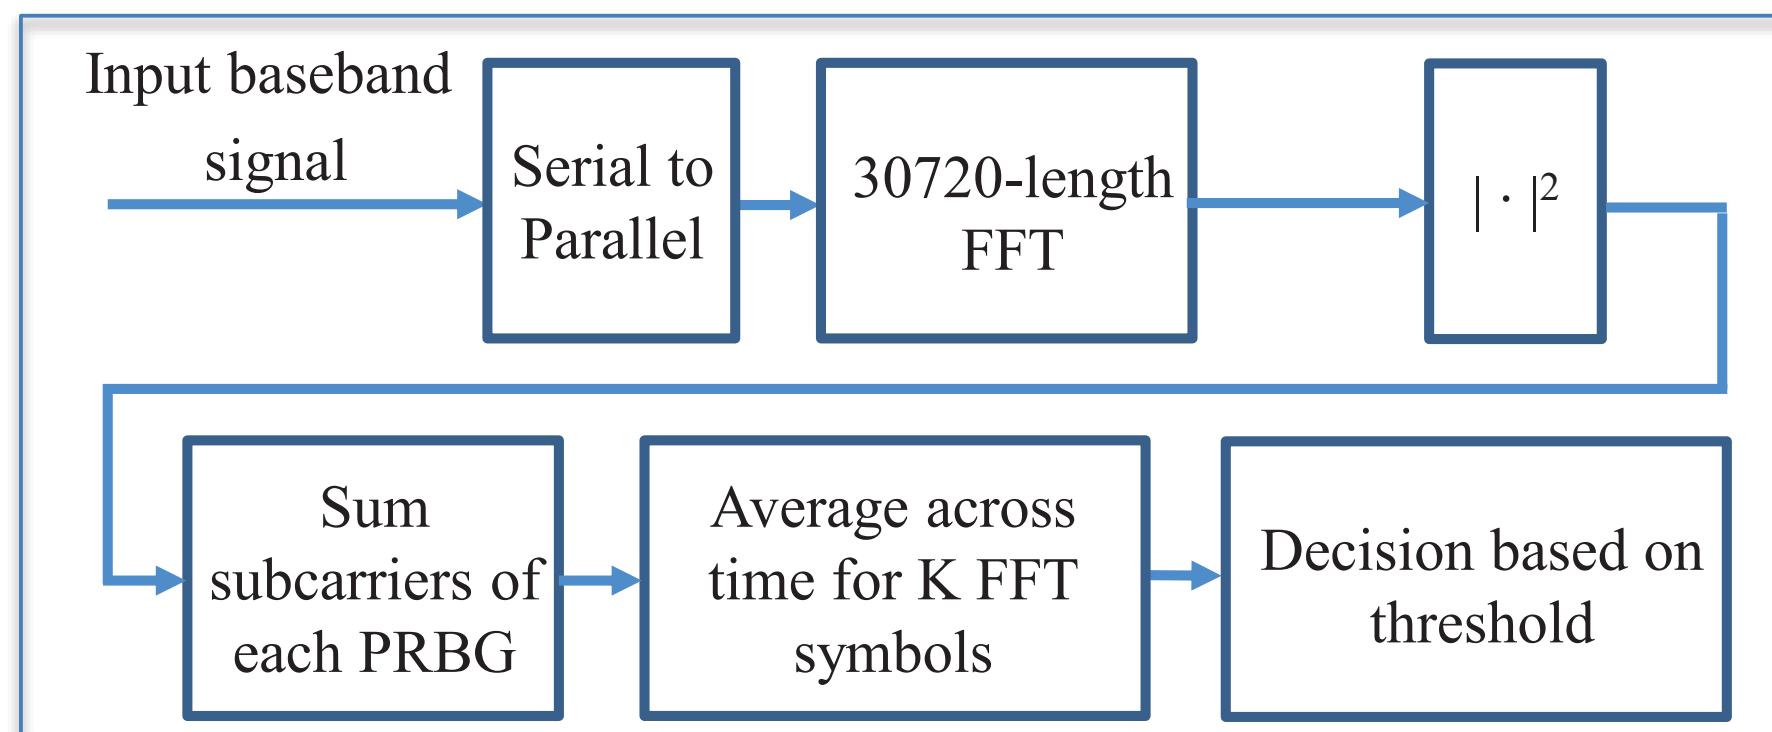 Input baseband
signal
Serial to
Parallel
30720-length
FFT
| · |²
Sum
subcarriers of
each PRBG
Average across
time for K FFT
symbols
Decision based on
threshold